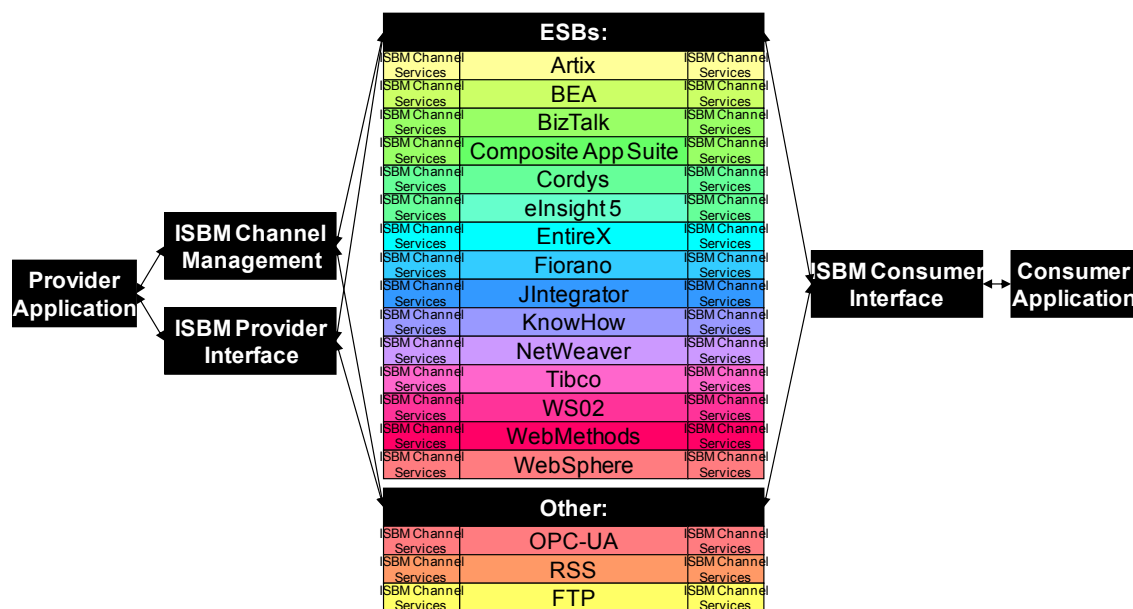 ESBs:
ISBM Channel
Services
Artix
ISBM Channel
Services
ISBM Channel
Services
BEA
ISBM Channel
Services
ISBM Channel
Services
BizTalk
ISBM Channel
Services
ISBM Channel
Services
Composite App Suite
ISBM Channel
Services
ISBM Channel
Services
Cordys
ISBM Channel
Services
ISBM Channel
Services
eInsight 5
ISBM Channel
Services
ISBM Channel
Services
EntireX
ISBM Channel
Services
ISBM Channel
Services
Fiorano
ISBM Channel
Services
ISBM Channel
Services
JIntegrator
ISBM Channel
Services
ISBM Channel
Services
KnowHow
ISBM Channel
Services
ISBM Channel
Services
NetWeaver
ISBM Channel
Services
ISBM Channel
Services
Tibco
ISBM Channel
Services
ISBM Channel
Services
WS02
ISBM Channel
Services
ISBM Channel
Services
WebMethods
ISBM Channel
Services
ISBM Channel
Services
WebSphere
ISBM Channel
Services
Provider
Application
ISBM Channel
Management
ISBM Provider
Interface
ISBM Consumer
Interface
Consumer
Application
Other:
ISBM Channel
Services
OPC-UA
ISBM Channel
Services
ISBM Channel
Services
RSS
ISBM Channel
Services
ISBM Channel
Services
FTP
ISBM Channel
Services